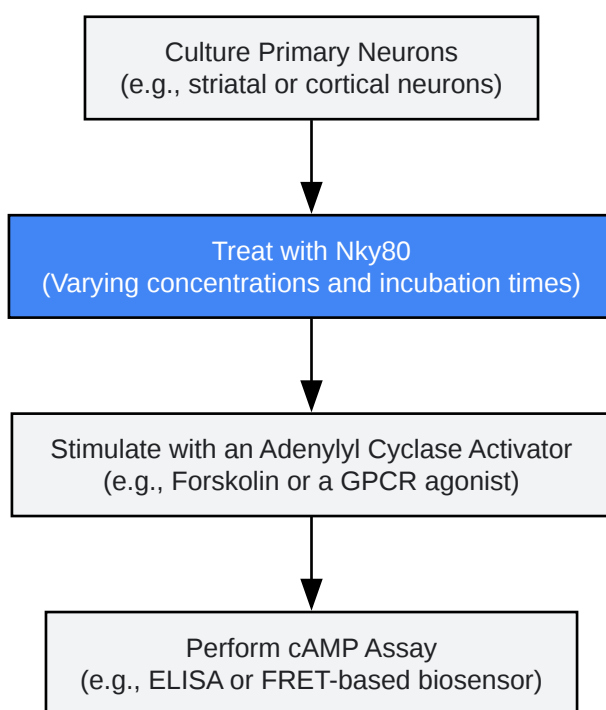 Culture Primary Neurons
(e.g., striatal or cortical neurons)
Treat with Nky80
(Varying concentrations and incubation times)
Stimulate with an Adenylyl Cyclase Activator
(e.g., Forskolin or a GPCR agonist)
Perform cAMP Assay
(e.g., ELISA or FRET-based biosensor)